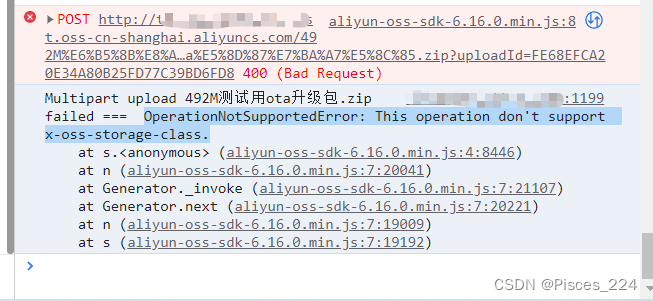 POST http://t t.oss-cn-shanghai.aliyuncs.com/49 aliyun-oss-sdk-6.16.0.min.js:8
2M%E6%B5%8B%E8%A…a%E5%8D%87%E7%BA%A7%E5%8C%85.zip?uploadId=FE68EFCA2
0E34A80B25FD77C39BD6FD8 400 (Bad Request)
Multipart upload 492M测试用ota升级包.zip :1199
failed === OperationNotSupportedError: This operation don't support
x-oss-storage-class.
at s.<anonymous> (aliyun-oss-sdk-6.16.0.min.js:4:8446)
at n (aliyun-oss-sdk-6.16.0.min.js:7:20041)
at Generator._invoke (aliyun-oss-sdk-6.16.0.min.js:7:21107)
at Generator.next (aliyun-oss-sdk-6.16.0.min.js:7:20221)
at n (aliyun-oss-sdk-6.16.0.min.js:7:19009)
at s (aliyun-oss-sdk-6.16.0.min.js:7:19192)
CSDN @Pisces_224